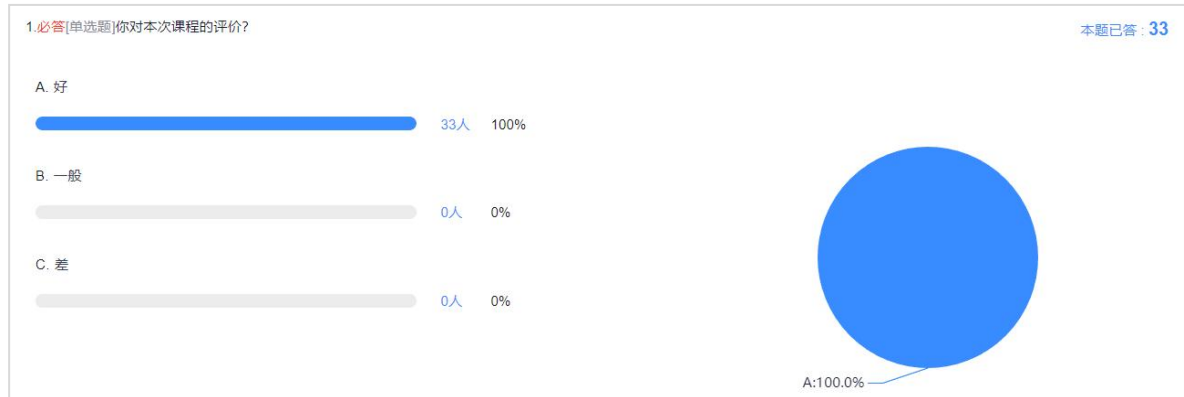 1.必答[单选题]你对本次课程的评价?
本题已答 : 33
A. 好
33人 100%
B. 一般
0人 0%
C. 差
0人 0%
A:100.0%